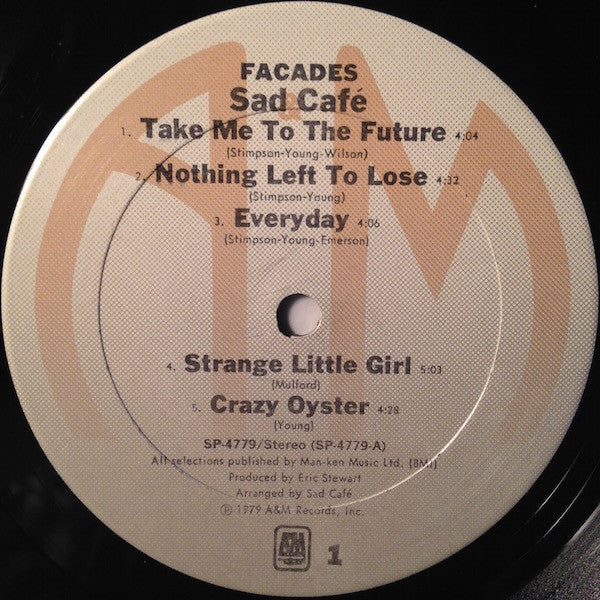 FACADES
Sad Café
1. Take Me To The Future 4:04
(Stimpson-Young-Wilson)
2. Nothing Left To Lose 4:32
(Stimpson-Young)
3. Everyday 4:06
(Stimpson-Young-Emerson)
4. Strange Little Girl 5:03
(Mulford)
5. Crazy Oyster 4:28
(Young)
SP-4779/Stereo (SP-4779-A)
All selections published by Man-ken Music Ltd. (BMI)
Produced by Eric Stewart
Arranged by Sad Café
℗ 1979 A&M Records, Inc.
A&M 1